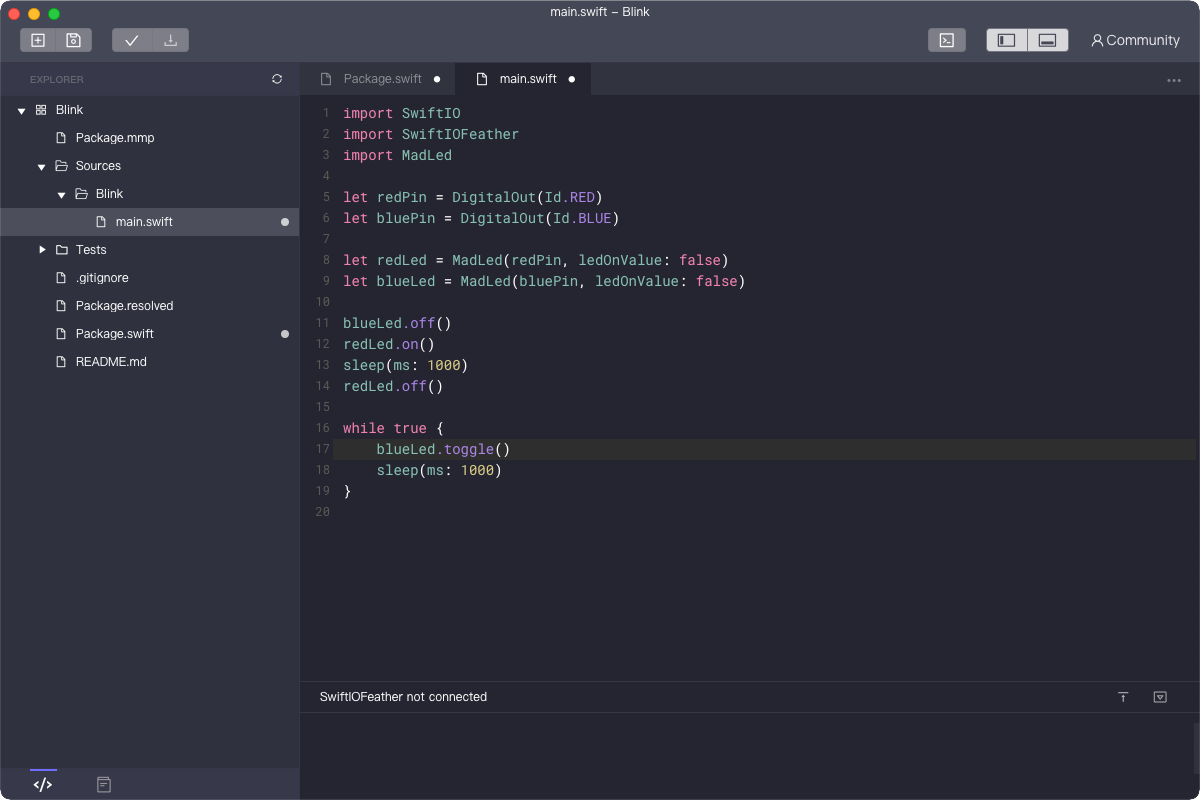 main.swift – Blink
Community
EXPLORER
Blink
Package.mmp
Sources
Blink
main.swift
Tests
.gitignore
Package.resolved
Package.swift
README.md
Package.swift
main.swift
1 import SwiftIO
2 import SwiftIOFeather
3 import MadLed
4
5 let redPin = DigitalOut(Id.RED)
6 let bluePin = DigitalOut(Id.BLUE)
7
8 let redLed = MadLed(redPin, ledOnValue: false)
9 let blueLed = MadLed(bluePin, ledOnValue: false)
10
11 blueLed.off()
12 redLed.on()
13 sleep(ms: 1000)
14 redLed.off()
15
16 while true {
17     blueLed.toggle()
18     sleep(ms: 1000)
19 }
20
SwiftIOFeather not connected